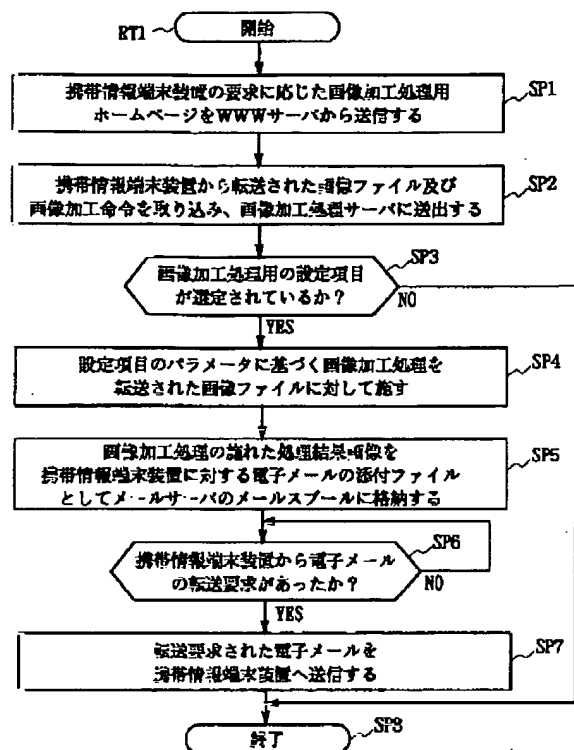 RT1
開始
携帯情報端末装置の要求に応じた画像加工処理用
ホームページをWWWサーバから送信する
SP1
携帯情報端末装置から転送された画像ファイル及び
画像加工命令を取り込み、画像加工処理サーバに送出する
SP2
SP3
画像加工処理用の設定項目
が選定されているか?
NO
YES
設定項目のパラメータに基づく画像加工処理を
転送された画像ファイルに対して施す
SP4
画像加工処理の施れた処理結果画像を
携帯情報端末装置に対する電子メールの添付ファイル
としてメールサーバのメールスプールに格納する
SP5
SP6
携帯情報端末装置から電子メール
の転送要求があったか?
NO
YES
転送要求された電子メールを
携帯情報端末装置へ送信する
SP7
終了
SP8